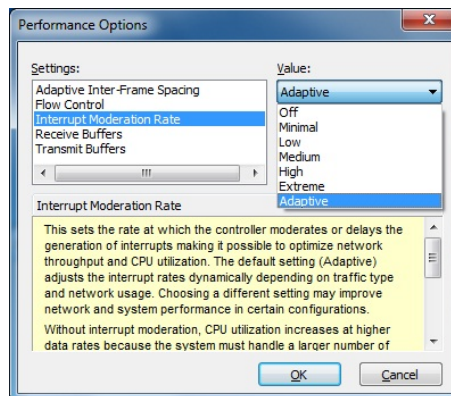 Performance Options
Settings:
Value:
Adaptive Inter-Frame Spacing
Flow Control
Interrupt Moderation Rate
Receive Buffers
Transmit Buffers
Adaptive
Off
Minimal
Low
Medium
High
Extreme
Adaptive
Interrupt Moderation Rate
This sets the rate at which the controller moderates or delays the
generation of interrupts making it possible to optimize network
throughput and CPU utilization. The default setting (Adaptive)
adjusts the interrupt rates dynamically depending on traffic type
and network usage. Choosing a different setting may improve
network and system performance in certain configurations.
Without interrupt moderation, CPU utilization increases at higher
data rates because the system must handle a larger number of
OK
Cancel